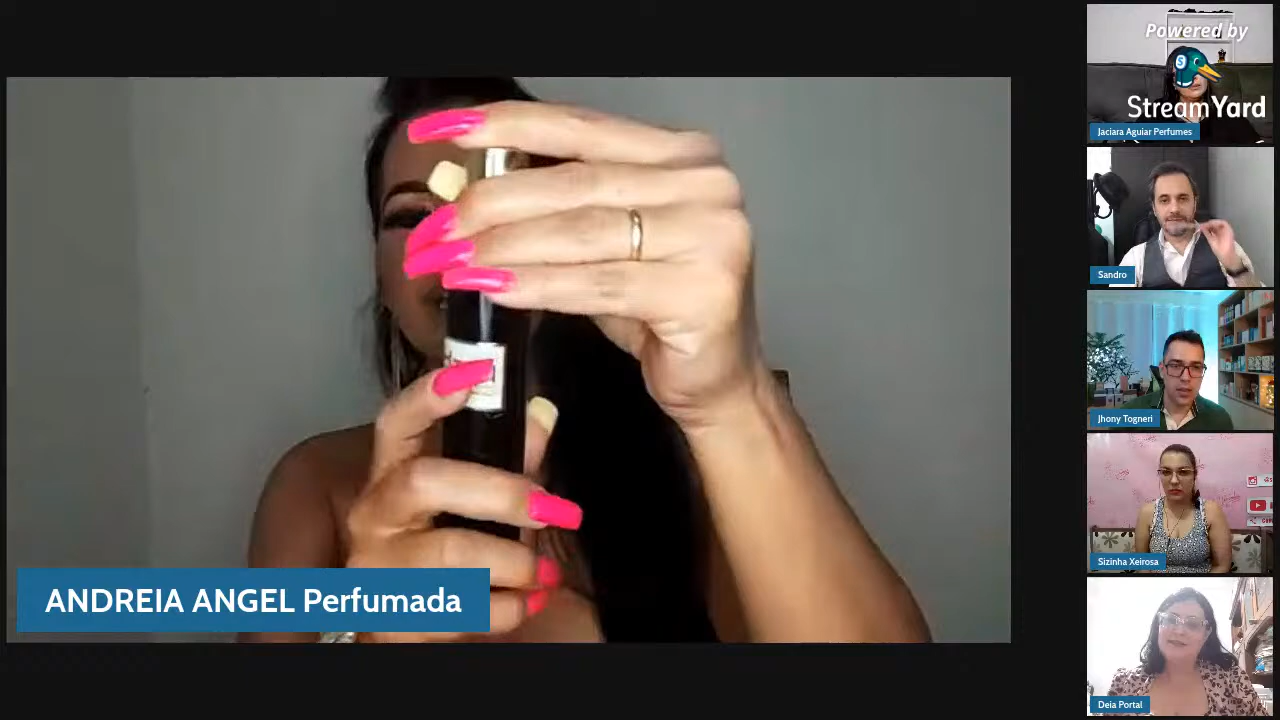 ANDREIA ANGEL Perfumada
Powered by
StreamYard
Jaciara Aguiar Perfumes
Sandro
Jhony Togneri
Sizinha Xeirosa
Deia Portal